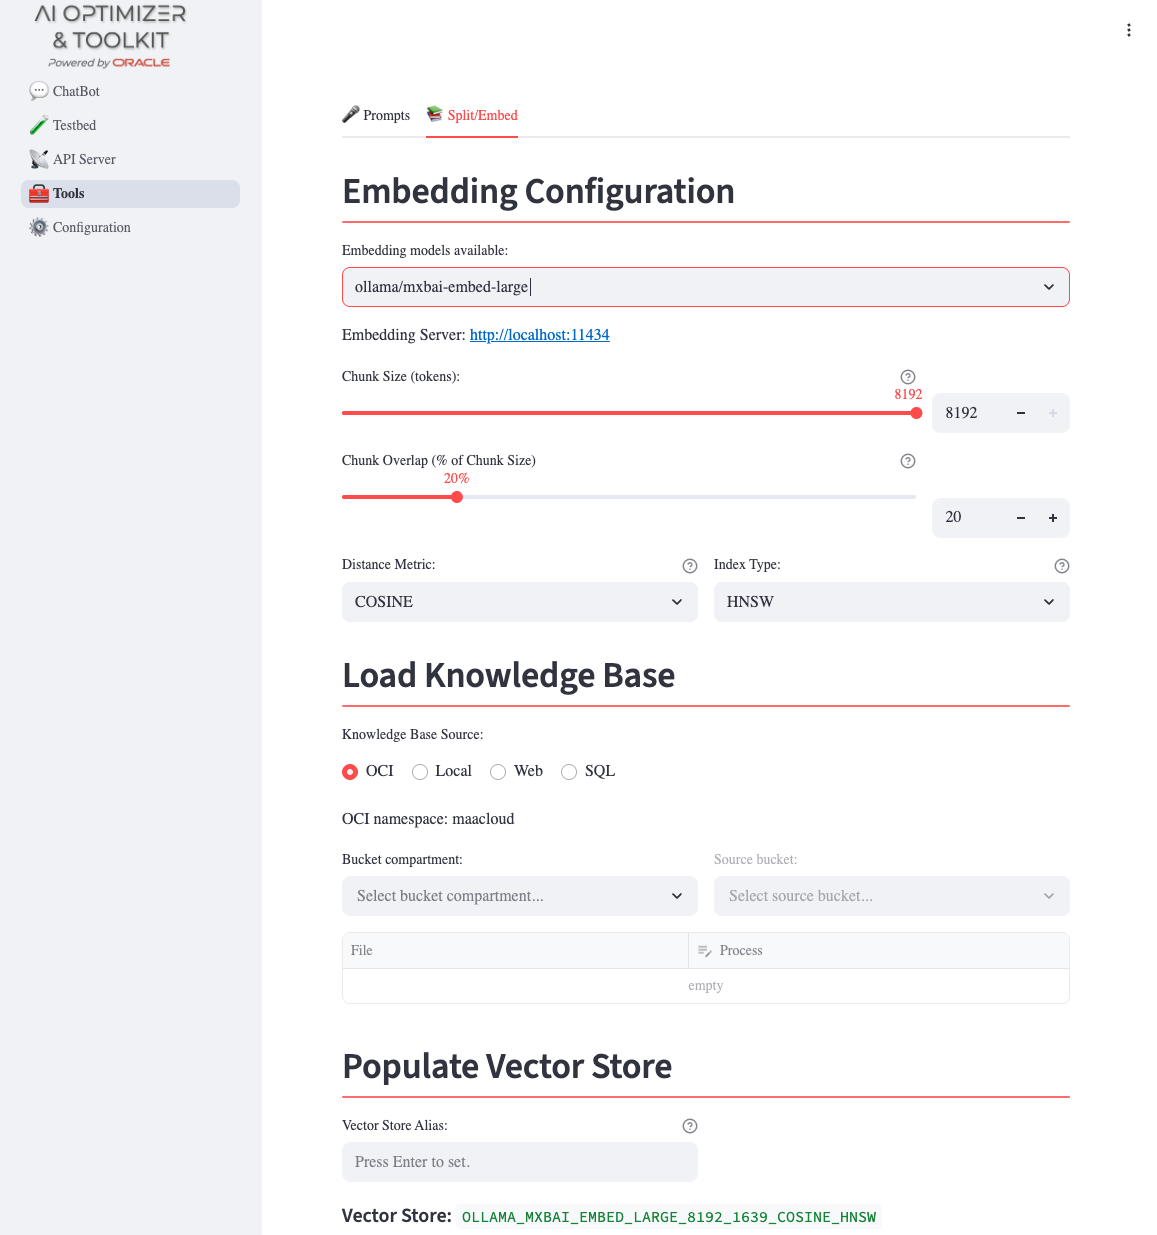 AI OPTIMIZER
& TOOLKIT
Powered by ORACLE
ChatBot
Testbed
API Server
Tools
Configuration
Prompts
Split/Embed
Embedding Configuration
Embedding models available:
ollama/mxbai-embed-large
Embedding Server: http://localhost:11434
Chunk Size (tokens):
8192
8192
Chunk Overlap (% of Chunk Size)
20%
20
Distance Metric:
Index Type:
COSINE
HNSW
Load Knowledge Base
Knowledge Base Source:
OCI Local Web SQL
OCI namespace: maacloud
Bucket compartment:
Source bucket:
Select bucket compartment...
Select source bucket...
File
Process
empty
Populate Vector Store
Vector Store Alias:
Press Enter to set.
Vector Store: OLLAMA_MXBAI_EMBED_LARGE_8192_1639_COSINE_HNSW